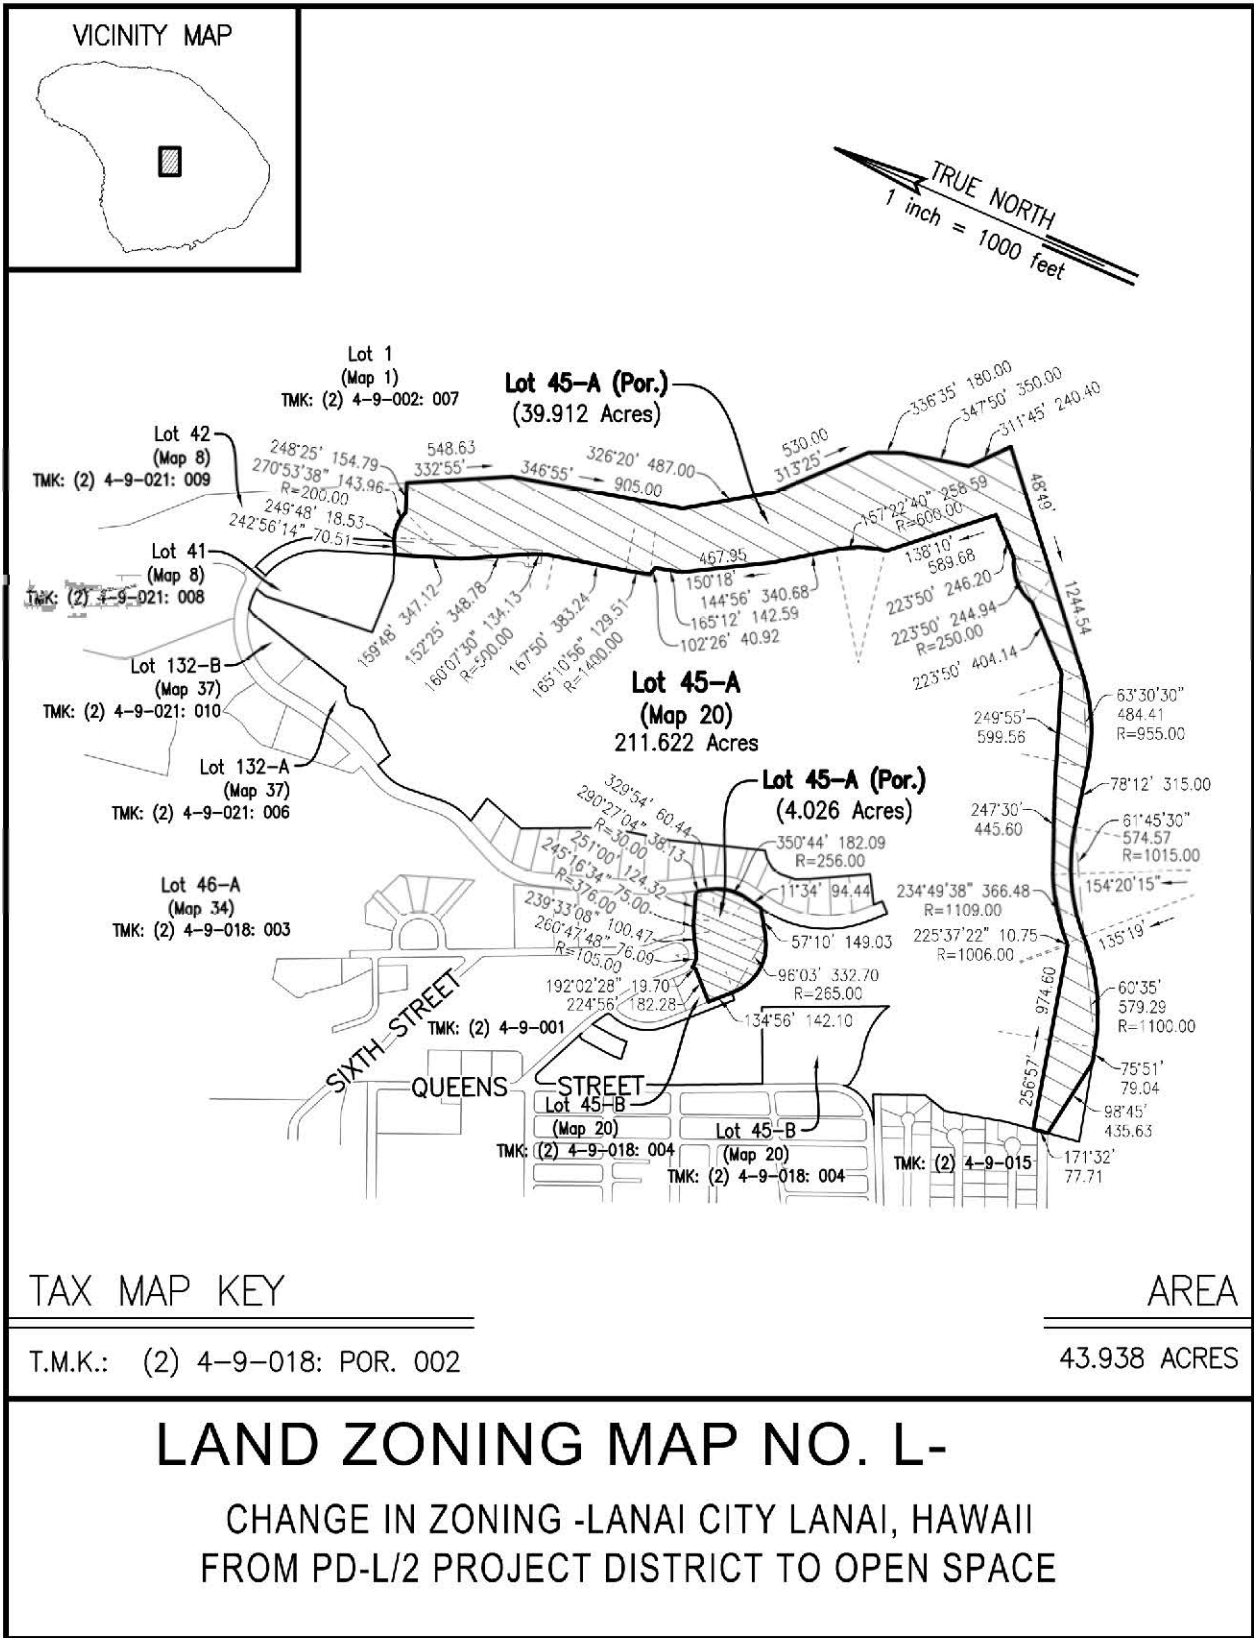 VICINITY MAP
TRUE NORTH
1 inch = 1000 feet
Lot 1
(Map 1)
TMK: (2) 4-9-002: 007
Lot 45-A (Por.)
(39.912 Acres)
336°35' 180.00
347°50' 350.00
311°45' 240.40
Lot 42
(Map 8)
TMK: (2) 4-9-021: 009
248°25' 154.79
270°53'38" 143.96
R=200.00
249°48' 18.53
242°56'14" 70.51
548.63
332°55'
346°55'
905.00
326°20' 487.00
530.00
313°25'
48°49'
1244.54
157°22'40" 258.59
R=600.00
138°10'
589.68
467.95
150°18'
144°56' 340.68
165°12' 142.59
102°26' 40.92
Lot 41
(Map 8)
TMK: (2) 4-9-021: 008
159°48' 347.12
152°25' 348.78
160°07'30" 134.13
R=500.00
167°50' 383.24
165°10'56" 129.51
R=1400.00
223°50' 246.20
223°50' 244.94
R=250.00
223°50' 404.14
Lot 132-B
(Map 37)
TMK: (2) 4-9-021: 010
Lot 45-A
(Map 20)
211.622 Acres
249°55'
599.56
63°30'30"
484.41
R=955.00
Lot 132-A
(Map 37)
TMK: (2) 4-9-021: 006
Lot 45-A (Por.)
(4.026 Acres)
78°12' 315.00
247°30'
445.60
61°45'30"
574.57
R=1015.00
329°54' 60.44
290°27'04" 38.13
R=30.00
251°00' 124.32
245°16'34" 75.00
R=376.00
239°33'08" 100.47
260°47'48" 76.09
R=105.00
192°02'28" 19.70
224°56' 182.28
350°44' 182.09
R=256.00
11°34' 94.44
57°10' 149.03
96°03' 332.70
R=265.00
134°56' 142.10
234°49'38" 366.48
R=1109.00
225°37'22" 10.75
R=1006.00
154°20'15"
135°19'
Lot 46-A
(Map 34)
TMK: (2) 4-9-018: 003
974.60
256°57'
60°35'
579.29
R=1100.00
75°51'
79.04
98°45'
435.63
171°32'
77.71
SIXTH STREET
TMK: (2) 4-9-001
QUEENS STREET
Lot 45-B
(Map 20)
TMK: (2) 4-9-018: 004
Lot 45-B
(Map 20)
TMK: (2) 4-9-018: 004
TMK: (2) 4-9-015
TAX MAP KEY
AREA
T.M.K.: (2) 4-9-018: POR. 002
43.938 ACRES
LAND ZONING MAP NO. L-
CHANGE IN ZONING -LANAI CITY LANAI, HAWAII
FROM PD-L/2 PROJECT DISTRICT TO OPEN SPACE